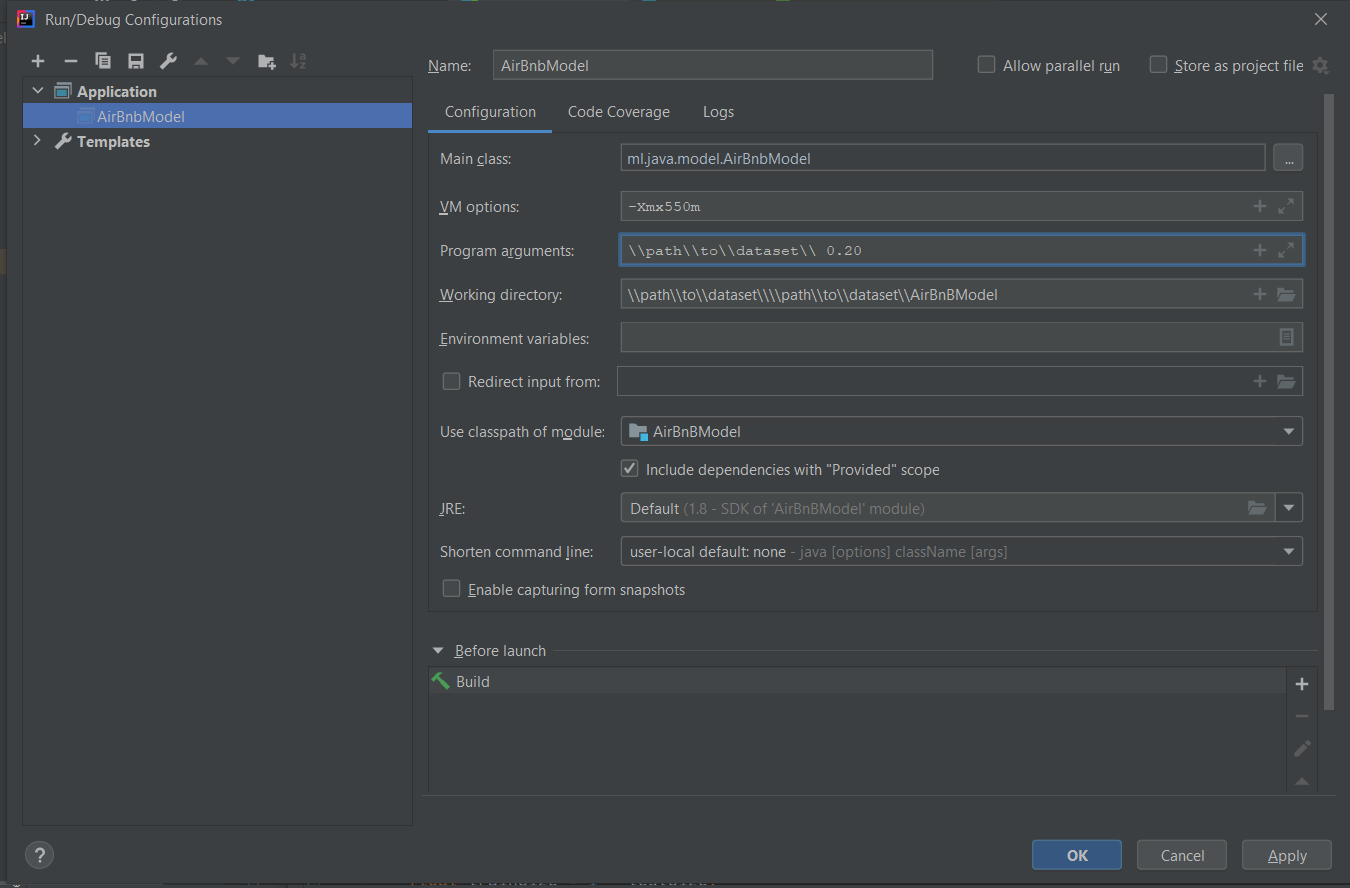 Run/Debug Configurations
Name: AirBnbModel Allow parallel run Store as project file
Application
AirBnbModel
Templates
Configuration Code Coverage Logs
Main class: ml.java.model.AirBnbModel ...
VM options: -Xmx550m
Program arguments: \\path\\to\\dataset\\ 0.20
Working directory: \\path\\to\\dataset\\\\path\\to\\dataset\\AirBnBModel
Environment variables:
Redirect input from:
Use classpath of module: AirBnBModel
Include dependencies with "Provided" scope
JRE: Default (1.8 - SDK of 'AirBnBModel' module)
Shorten command line: user-local default: none - java [options] className [args]
Enable capturing form snapshots
Before launch
Build
? OK Cancel Apply